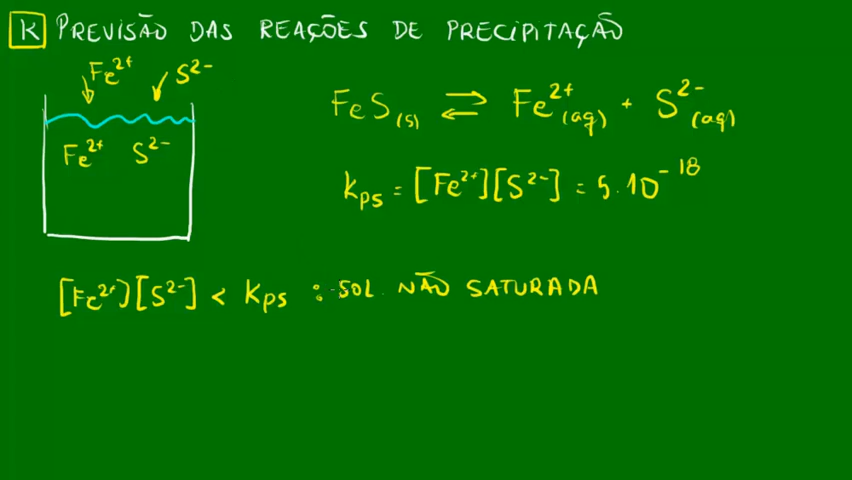 K PREVISÃO DAS REAÇÕES DE PRECIPITAÇÃO
Fe²⁺ S²⁻
Fe²⁺ S²⁻
FeS(s) ⇌ Fe²⁺(aq) + S²⁻(aq)
Kps = [Fe²⁺][S²⁻] = 5.10⁻¹⁸
[Fe²⁺][S²⁻] < Kps : SOL. NÃO SATURADA